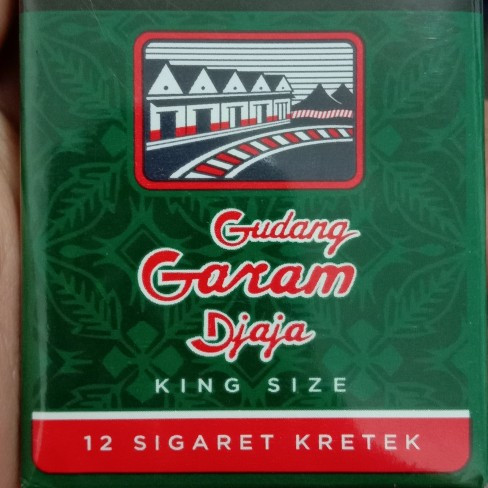 Gudang
Garam
Djaja
KING SIZE
12 SIGARET KRETEK